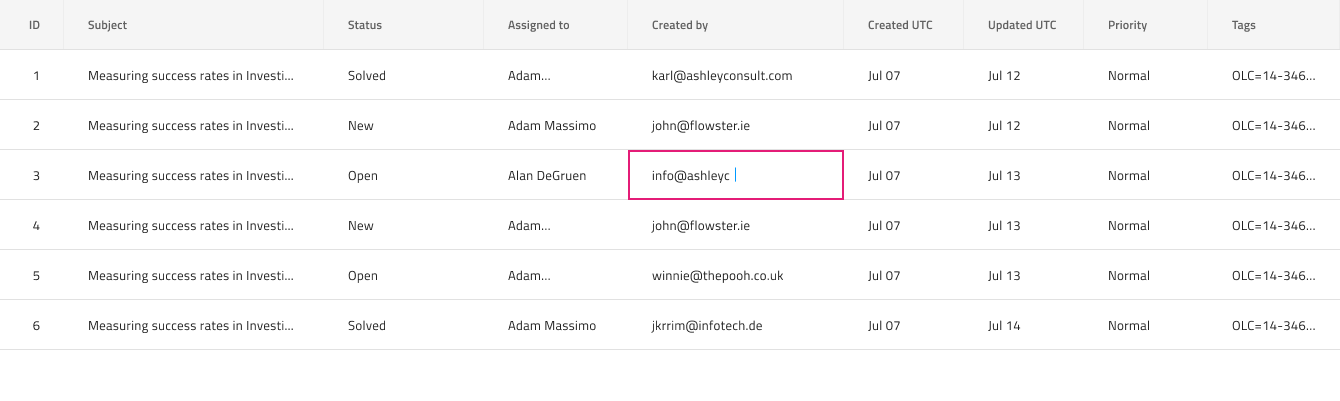 ID Subject Status Assigned to Created by Created UTC Updated UTC Priority Tags
1 Measuring success rates in Investi... Solved Adam... karl@ashleyconsult.com Jul 07 Jul 12 Normal OLC=14-346...
2 Measuring success rates in Investi... New Adam Massimo john@flowster.ie Jul 07 Jul 12 Normal OLC=14-346...
3 Measuring success rates in Investi... Open Alan DeGruen info@ashleyc Jul 07 Jul 13 Normal OLC=14-346...
4 Measuring success rates in Investi... New Adam... john@flowster.ie Jul 07 Jul 13 Normal OLC=14-346...
5 Measuring success rates in Investi... Open Adam... winnie@thepooh.co.uk Jul 07 Jul 13 Normal OLC=14-346...
6 Measuring success rates in Investi... Solved Adam Massimo jkrrim@infotech.de Jul 07 Jul 14 Normal OLC=14-346...